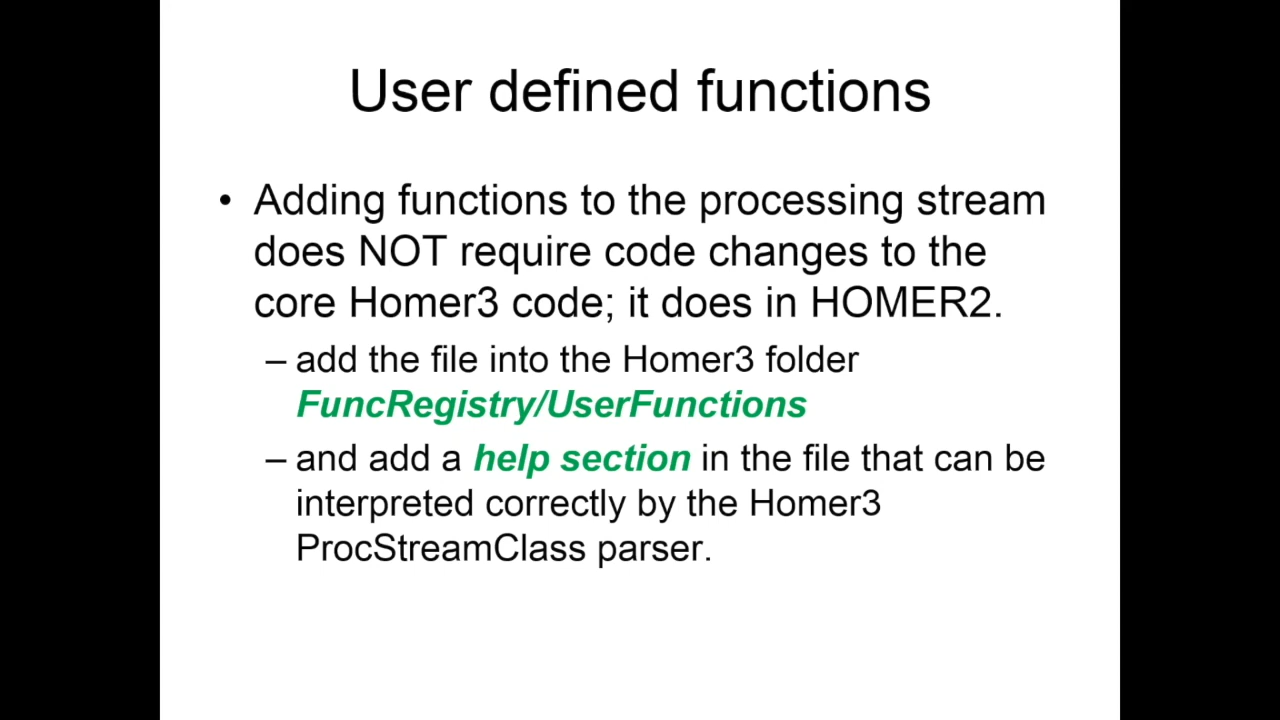 User defined functions
• Adding functions to the processing stream
does NOT require code changes to the
core Homer3 code; it does in HOMER2.
– add the file into the Homer3 folder
FuncRegistry/UserFunctions
– and add a help section in the file that can be
interpreted correctly by the Homer3
ProcStreamClass parser.